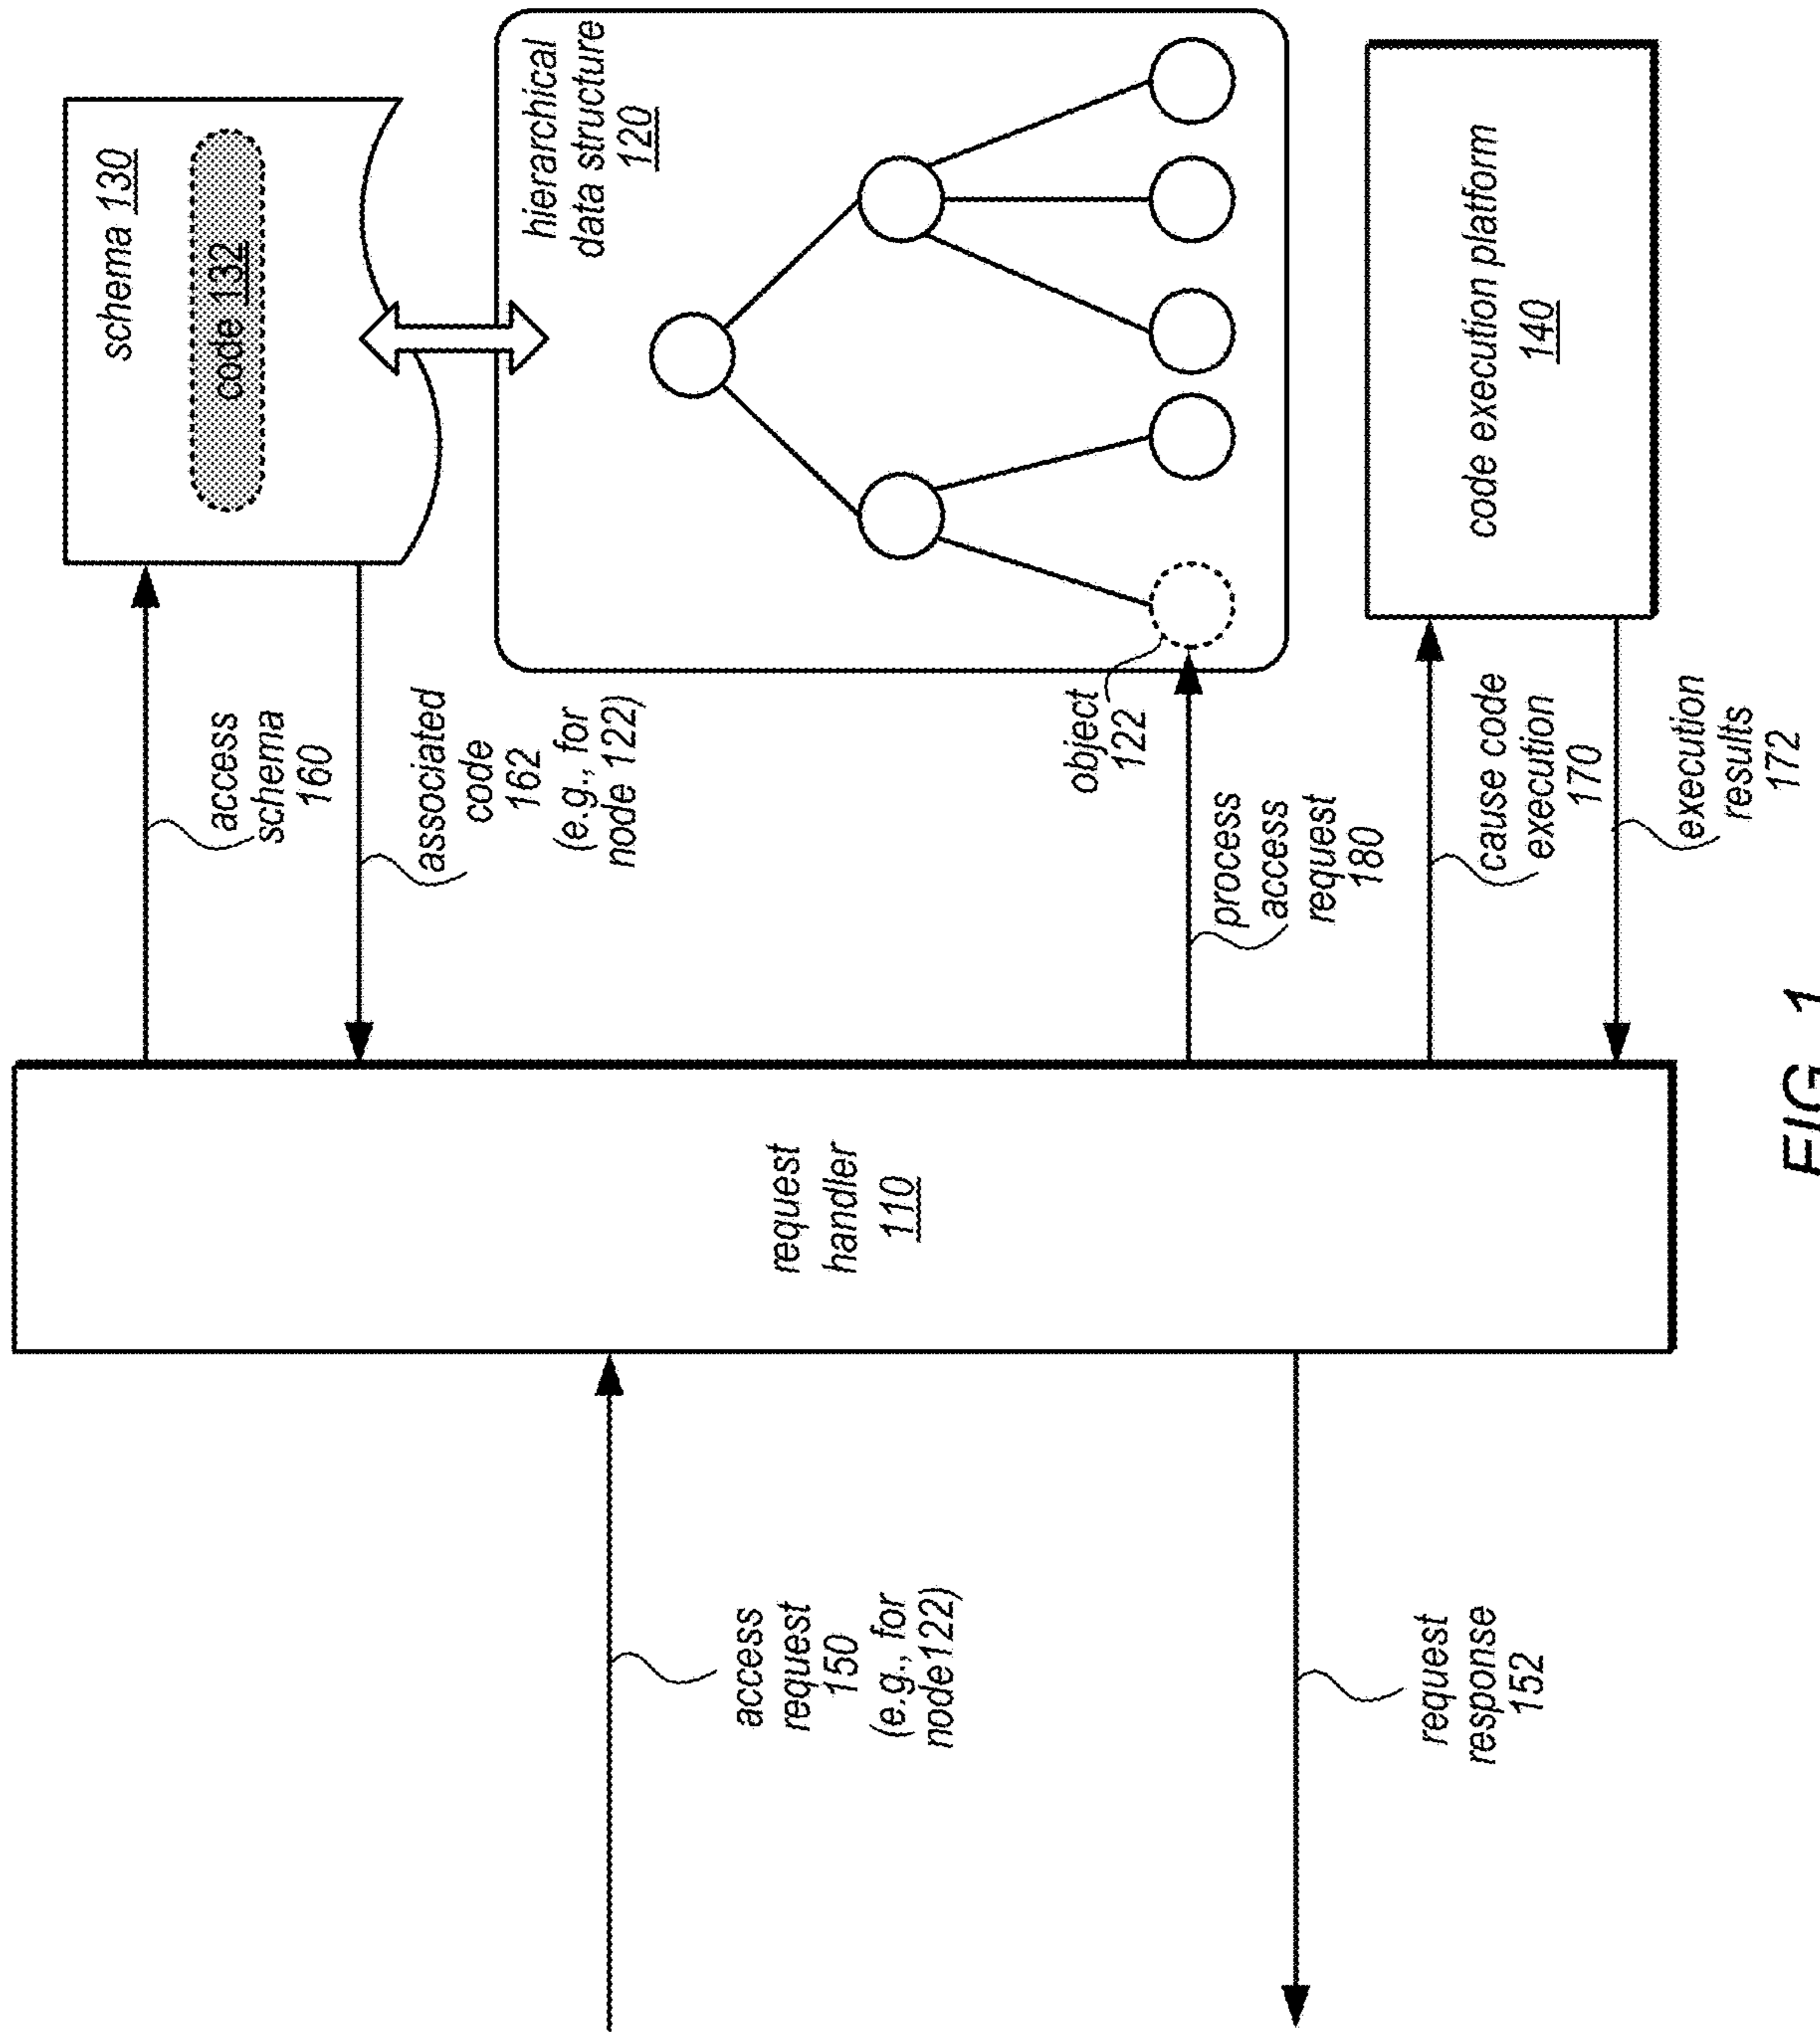 schema 130
code 132
hierarchical
data structure
120
access
schema
160
associated
code
162
(e.g., for
node 122)
object
122
process
access
request
180
code execution platform
140
cause code
execution
170
execution
results
172
request
handler
110
access
request
150
(e.g., for
node122)
request
response
152
FIG. 1